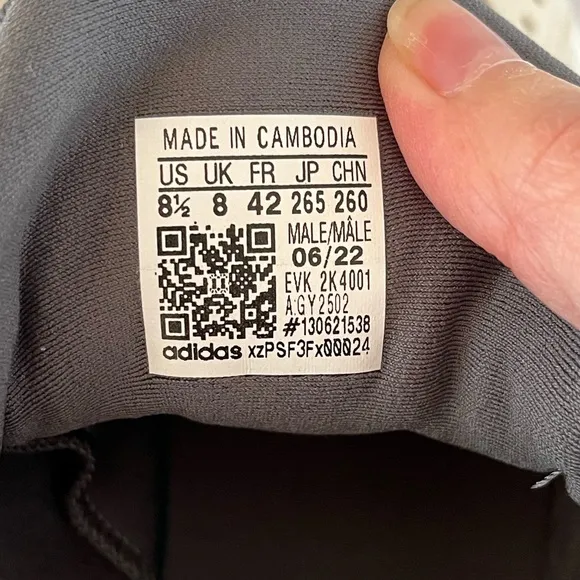 MADE IN CAMBODIA
US UK FR JP CHN
8½ 8 42 265 260
MALE/MÂLE
06/22
EVK 2K4001
A:GY2502
#130621538
adidas xzPSF3Fx00024